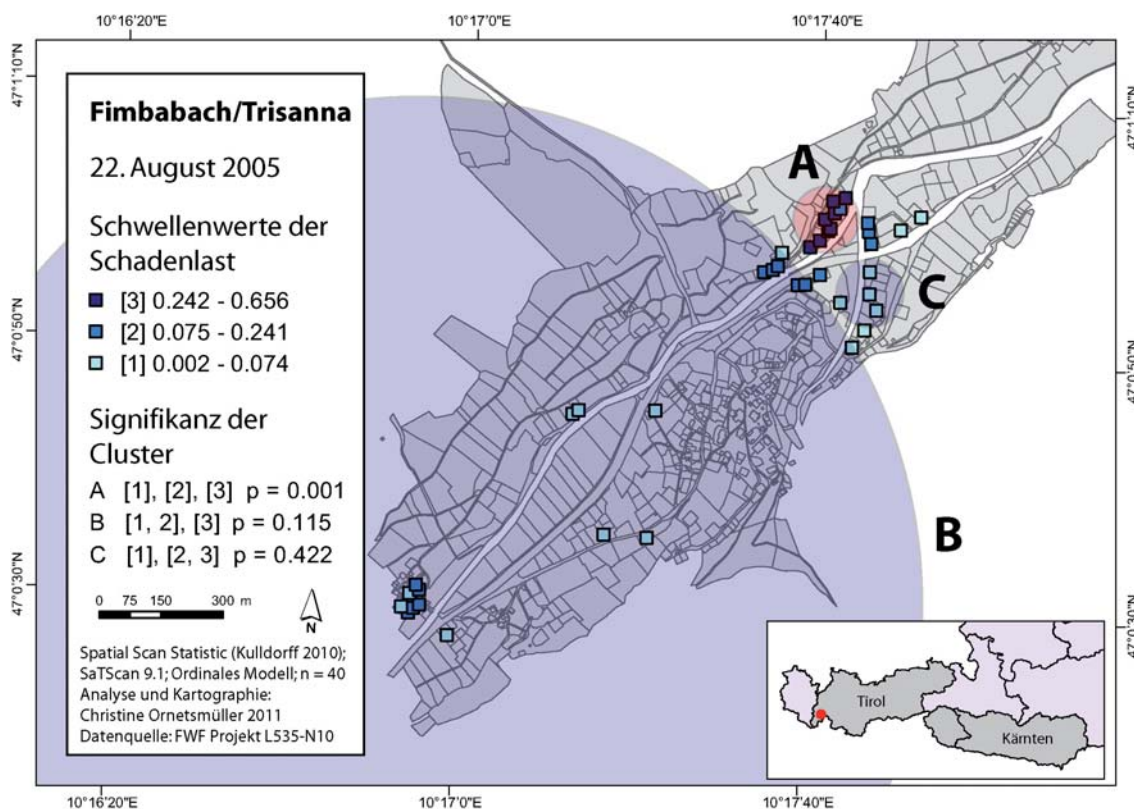 10°16'20"E
10°17'0"E
10°17'40"E
47°1'10"N
47°1'10"N
Fimbabach/Trisanna
22. August 2005
Schwellenwerte der
Schadenlast
[3] 0.242 - 0.656
[2] 0.075 - 0.241
[1] 0.002 - 0.074
Signifikanz der
Cluster
A [1], [2], [3] p = 0.001
B [1, 2], [3] p = 0.115
C [1], [2, 3] p = 0.422
0 75 150 300 m
N
Spatial Scan Statistic (Kulldorff 2010);
SaTScan 9.1; Ordinales Modell; n = 40
Analyse und Kartographie:
Christine Ornetsmüller 2011
Datenquelle: FWF Projekt L535-N10
A
C
B
47°0'50"N
47°0'50"N
47°0'30"N
47°0'30"N
Tirol
Kärnten
10°16'20"E
10°17'0"E
10°17'40"E